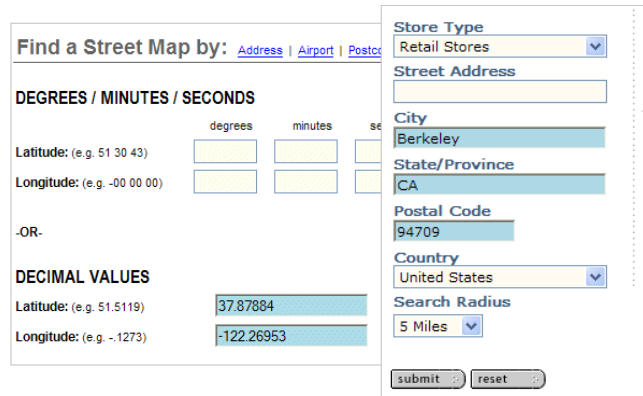 Find a Street Map by: Address | Airport | Postco
DEGREES / MINUTES / SECONDS
degrees minutes se
Latitude: (e.g. 51 30 43)
Longitude: (e.g. -00 00 00)
-OR-
DECIMAL VALUES
Latitude: (e.g. 51.5119) 37.87884
Longitude: (e.g. -.1273) -122.26953
Store Type
Retail Stores
Street Address
City
Berkeley
State/Province
CA
Postal Code
94709
Country
United States
Search Radius
5 Miles
submit reset